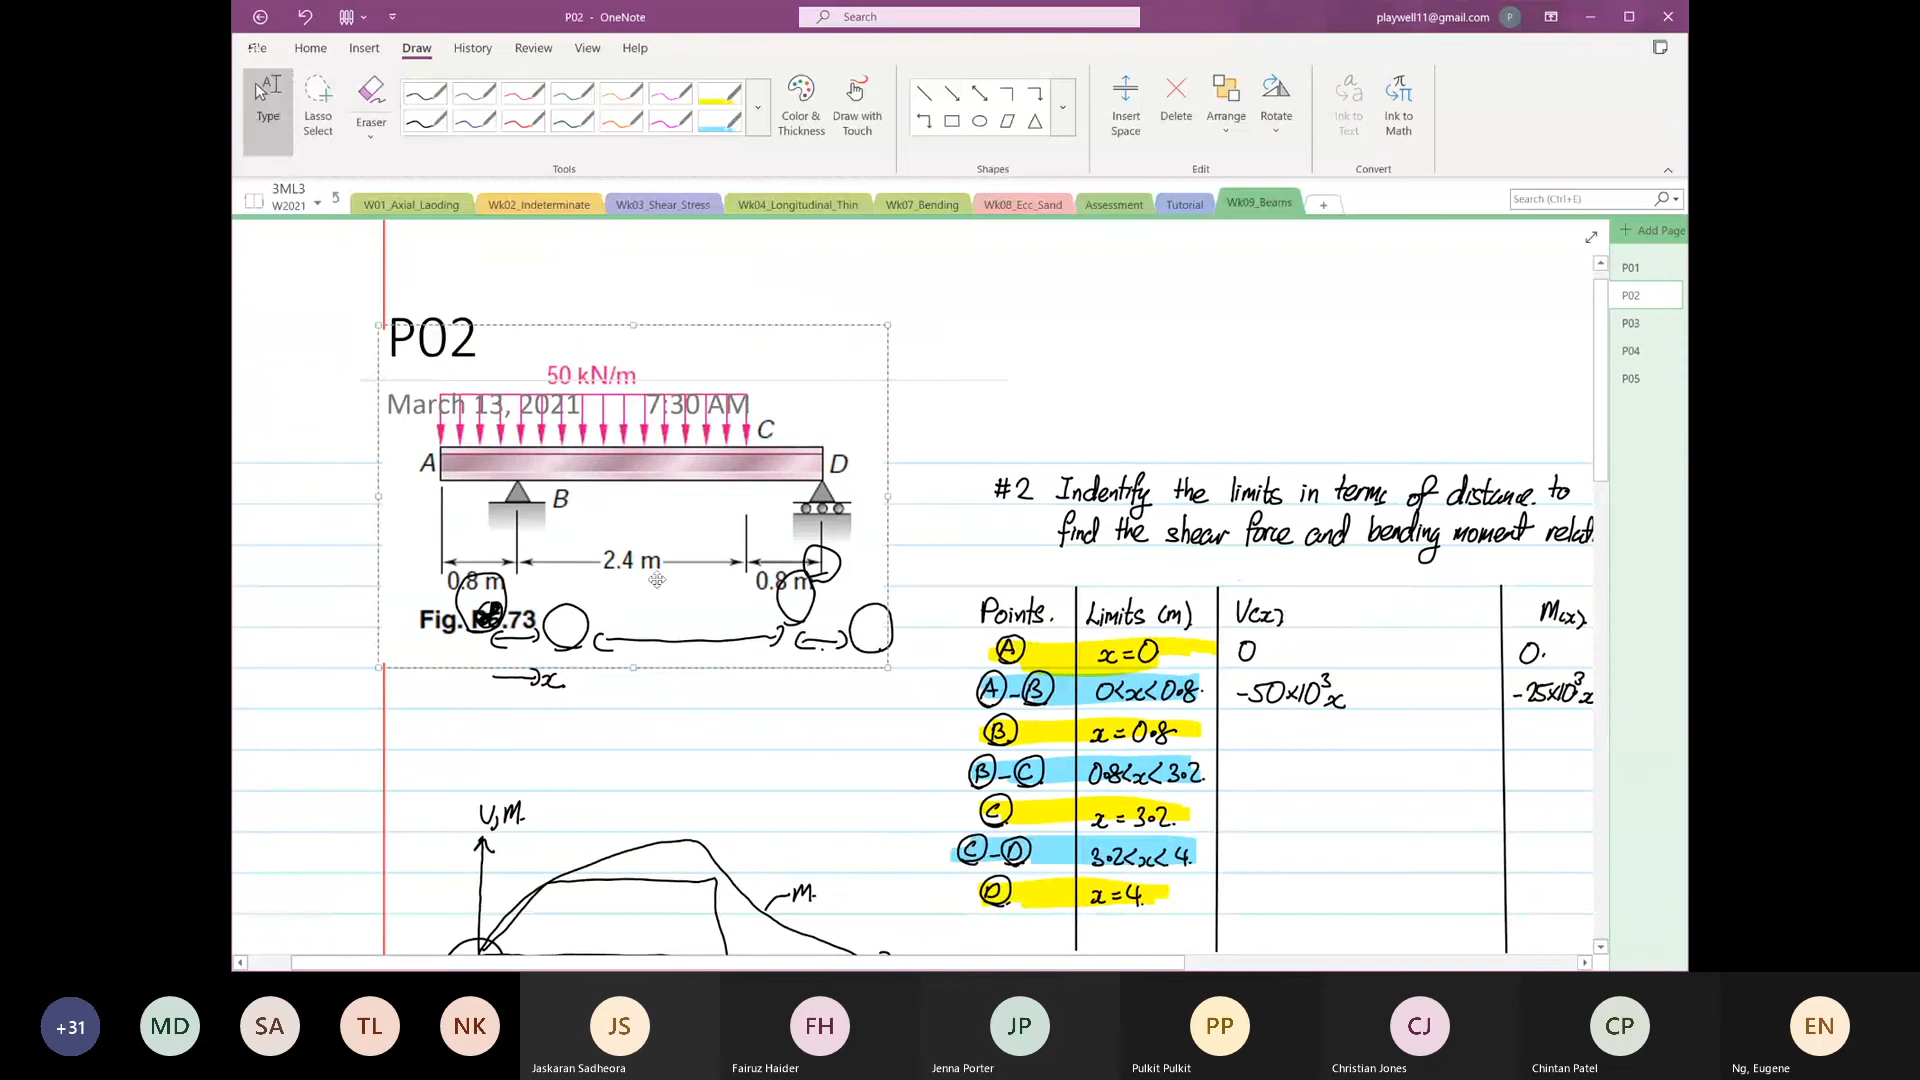 P02 - OneNote
Search
playwell11@gmail.com
P
File Home Insert Draw History Review View Help
Type
Lasso Select
Eraser
Color & Thickness
Draw with Touch
Insert Space
Delete
Arrange
Rotate
Ink to Text
Ink to Math
Tools
Shapes
Edit
Convert
3ML3 W2021
W01_Axial_Laoding
Wk02_Indeterminate
Wk03_Shear_Stress
Wk04_Longitudinal_Thin
Wk07_Bending
Wk08_Ecc_Sand
Assessment
Tutorial
Wk09_Beams
Search (Ctrl+E)
Add Page
P01
P02
P03
P04
P05
P02
50 kN/m
March 13, 2021 7:30 AM
C
A
D
B
2.4 m
0.8 m
0.8 m
Fig.
.73
x
#2 Indentify the limits in terms of distance to
find the shear force and bending moment relat
Points. Limits (m) V(x) M(x)
A x=0 0 0.
A-B 0<x<0.8. -50x10³x -25x10³x
B x=0.8
B-C 0.8<x<3.2.
C x=3.2.
C-D 3.2<x<4.
D x=4.
V, M.
M.
+31
MD
SA
TL
NK
JS
FH
JP
PP
CJ
CP
EN
Jaskaran Sadheora
Fairuz Haider
Jenna Porter
Pulkit Pulkit
Christian Jones
Chintan Patel
Ng, Eugene